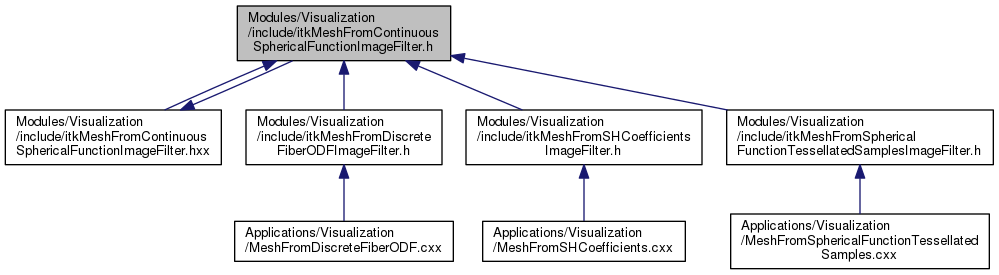 Modules/Visualization
/include/itkMeshFromContinuous
SphericalFunctionImageFilter.h
Modules/Visualization
/include/itkMeshFromContinuous
SphericalFunctionImageFilter.hxx
Modules/Visualization
/include/itkMeshFromDiscrete
FiberODFImageFilter.h
Modules/Visualization
/include/itkMeshFromSHCoefficients
ImageFilter.h
Modules/Visualization
/include/itkMeshFromSpherical
FunctionTessellatedSamplesImageFilter.h
Applications/Visualization
/MeshFromDiscreteFiberODF.cxx
Applications/Visualization
/MeshFromSHCoefficients.cxx
Applications/Visualization
/MeshFromSphericalFunctionTessellated
Samples.cxx